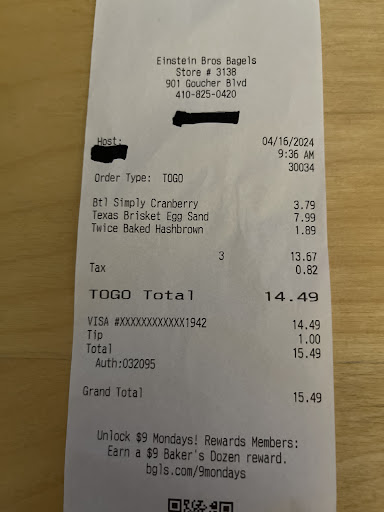 Einstein Bros Bagels
Store # 3138
901 Goucher Blvd
410-825-0420
Host:
04/16/2024
9:36 AM
30034
Order Type: TOGO
Btl Simply Cranberry 3.79
Texas Brisket Egg Sand 7.99
Twice Baked Hashbrown 1.89
3 13.67
Tax 0.82
TOGO Total 14.49
VISA #XXXXXXXXXXXX1942 14.49
Tip 1.00
Total 15.49
Auth:032095
Grand Total 15.49
Unlock $9 Mondays! Rewards Members:
Earn a $9 Baker's Dozen reward.
bgls.com/9mondays